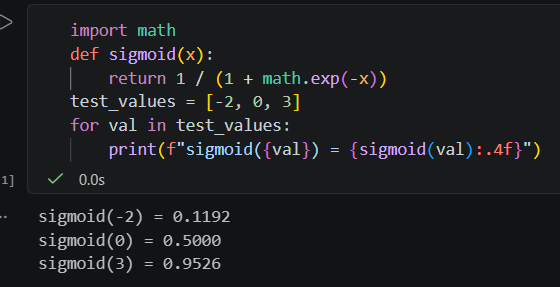 import math
def sigmoid(x):
    return 1 / (1 + math.exp(-x))
test_values = [-2, 0, 3]
for val in test_values:
    print(f"sigmoid({val}) = {sigmoid(val):.4f}")
1]
0.0s
sigmoid(-2) = 0.1192
sigmoid(0) = 0.5000
sigmoid(3) = 0.9526